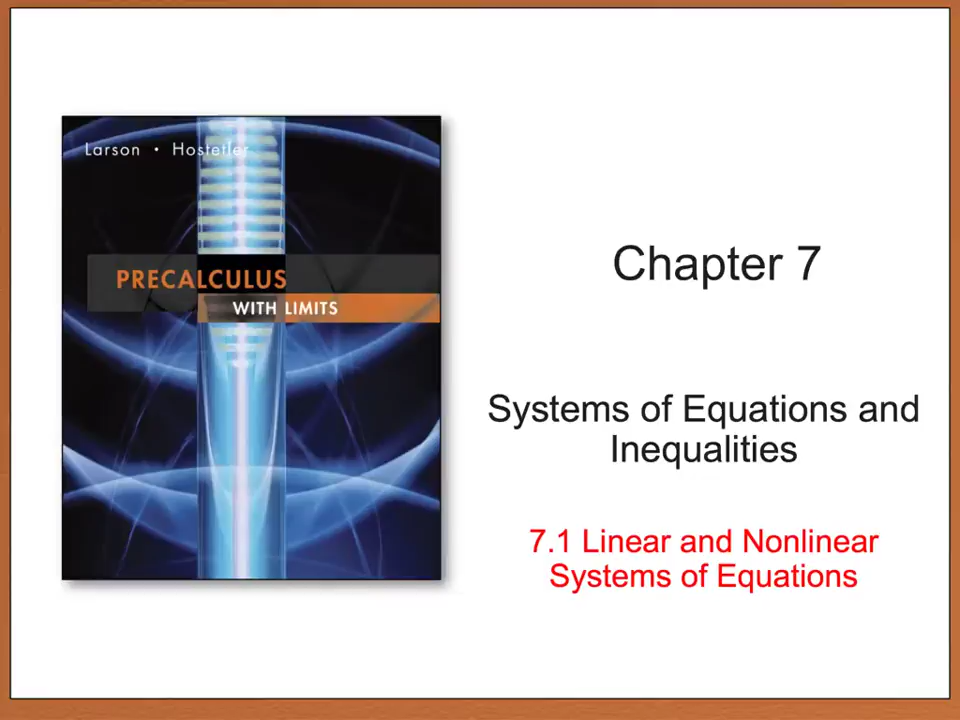 Larson • Hostetler
PRECALCULUS
WITH LIMITS
Chapter 7
Systems of Equations and
Inequalities
7.1 Linear and Nonlinear
Systems of Equations